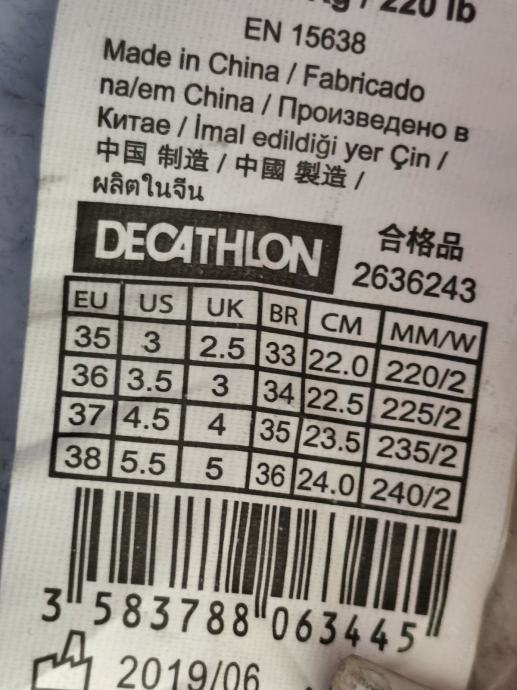 220 lb
EN 15638
Made in China / Fabricado
na/em China / Произведено в
Китае / İmal edildiği yer Çin /
中国 制造 / 中國 製造 /
ผลิตในจีน
DECATHLON
合格品
2636243
EU US UK BR CM MM/W
35 3 2.5 33 22.0 220/2
36 3.5 3 34 22.5 225/2
37 4.5 4 35 23.5 235/2
38 5.5 5 36 24.0 240/2
3 583788 063445
2019/06